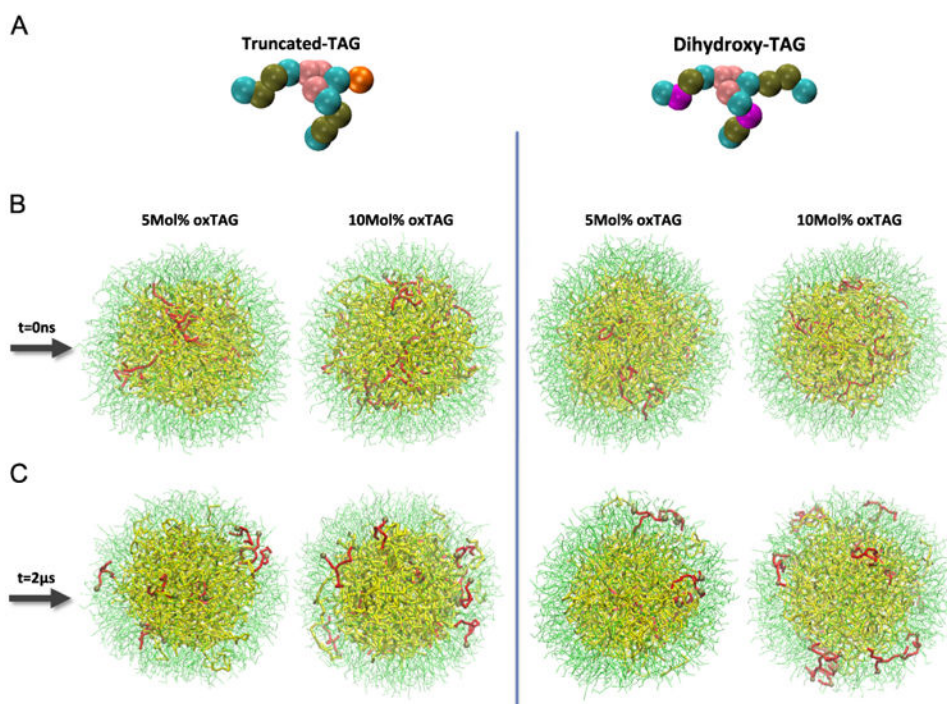 A
Truncated-TAG
Dihydroxy-TAG
B
5Mol% oxTAG
10Mol% oxTAG
5Mol% oxTAG
10Mol% oxTAG
t=0ns
C
t=2μs